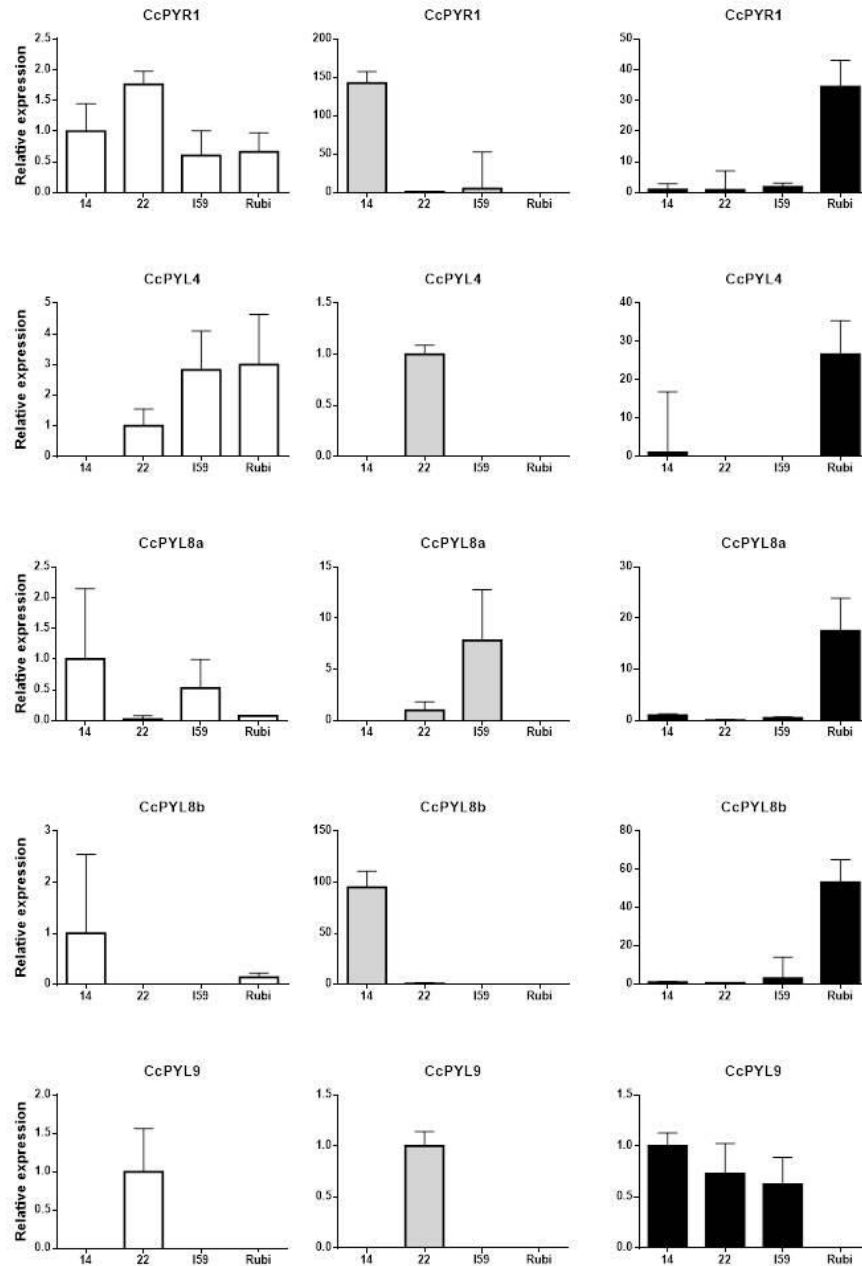 CcPYR1 CcPYR1 CcPYR1
Relative expression
2.5 200 50
2.0 150 40
1.5 100 30
1.0 50 20
0.5 0 10
0.0 0
14 22 I59 Rubi 14 22 I59 Rubi 14 22 I59 Rubi
CcPYL4 CcPYL4 CcPYL4
Relative expression
5 1.5 40
4 1.0 30
3 0.5 20
2 0.0 10
1 0
0
14 22 I59 Rubi 14 22 I59 Rubi 14 22 I59 Rubi
CcPYL8a CcPYL8a CcPYL8a
Relative expression
2.5 15 30
2.0 10 20
1.5 5 10
1.0 0 0
0.5
0.0
14 22 I59 Rubi 14 22 I59 Rubi 14 22 I59 Rubi
CcPYL8b CcPYL8b CcPYL8b
Relative expression
3 150 80
2 100 60
1 50 40
0 0 20
0
14 22 I59 Rubi 14 22 I59 Rubi 14 22 I59 Rubi
CcPYL9 CcPYL9 CcPYL9
Relative expression
2.0 1.5 1.5
1.5 1.0 1.0
1.0 0.5 0.5
0.5 0.0 0.0
0.0
14 22 I59 Rubi 14 22 I59 Rubi 14 22 I59 Rubi